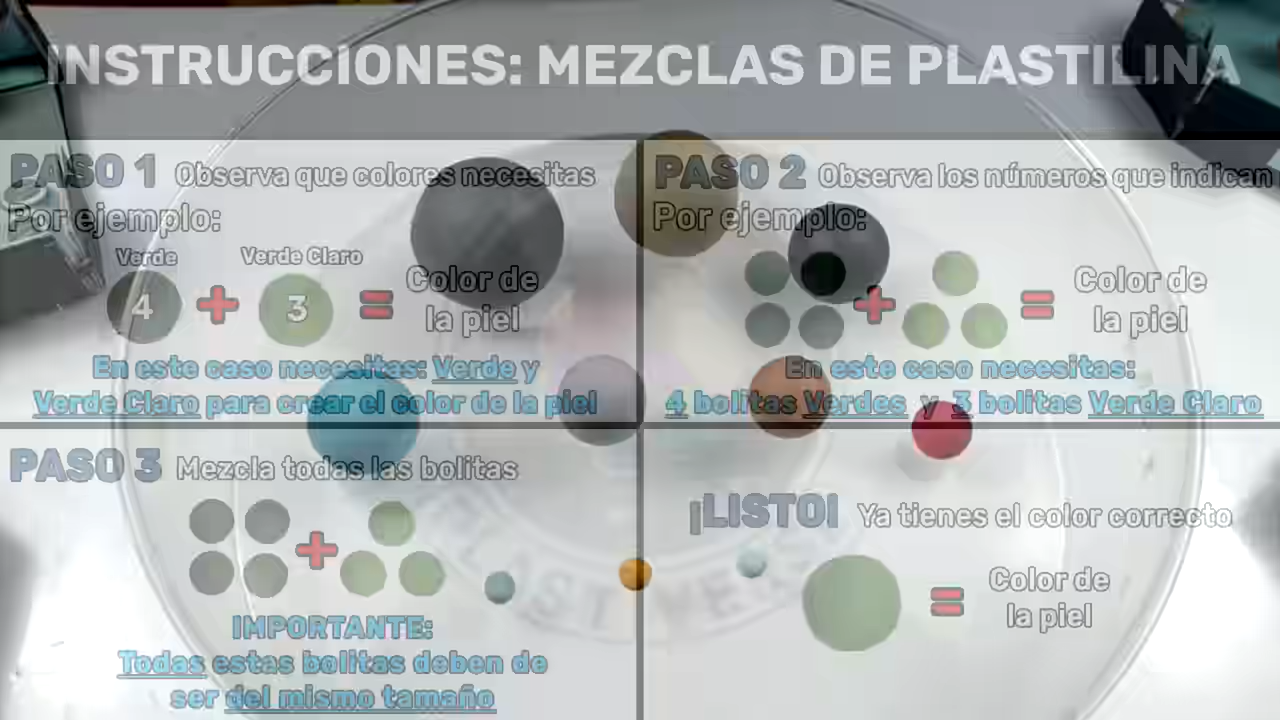 INSTRUCCIONES: MEZCLAS DE PLASTILINA
PASO 1 Observa que colores necesitas
Por ejemplo:
Verde
Verde Claro
4 + 3 = Color de
la piel
En este caso necesitas: Verde y
Verde Claro para crear el color de la piel
PASO 2 Observa los números que indican
Por ejemplo:
+ = Color de
la piel
En este caso necesitas:
4 bolitas Verdes y 3 bolitas Verde Claro
PASO 3 Mezcla todas las bolitas
+
IMPORTANTE:
Todas estas bolitas deben de
ser del mismo tamaño
¡LISTO! Ya tienes el color correcto
= Color de
la piel